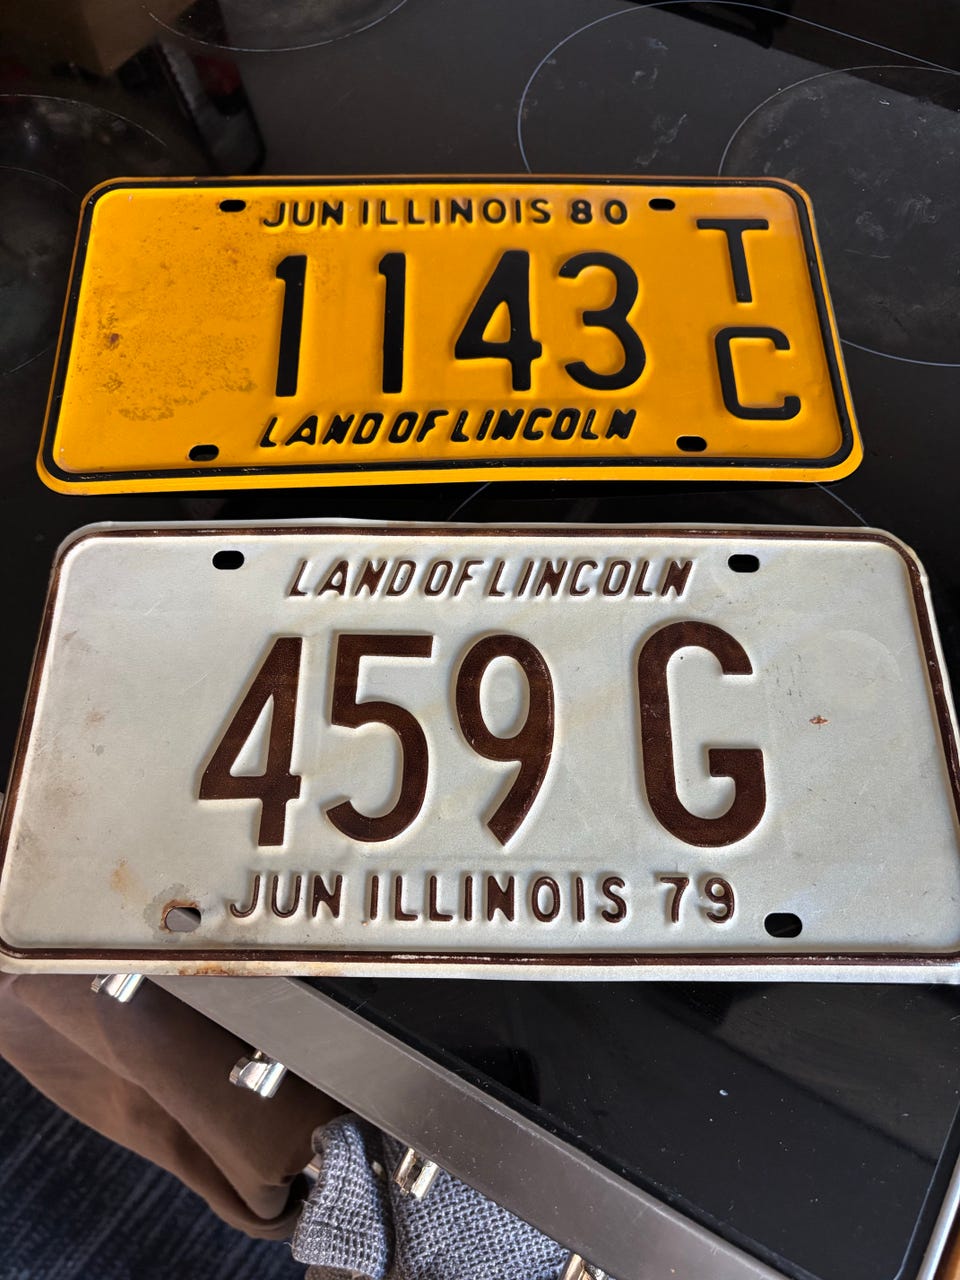 JUN ILLINOIS 80
1143 TC
LAND OF LINCOLN
LAND OF LINCOLN
459 G
JUN ILLINOIS 79